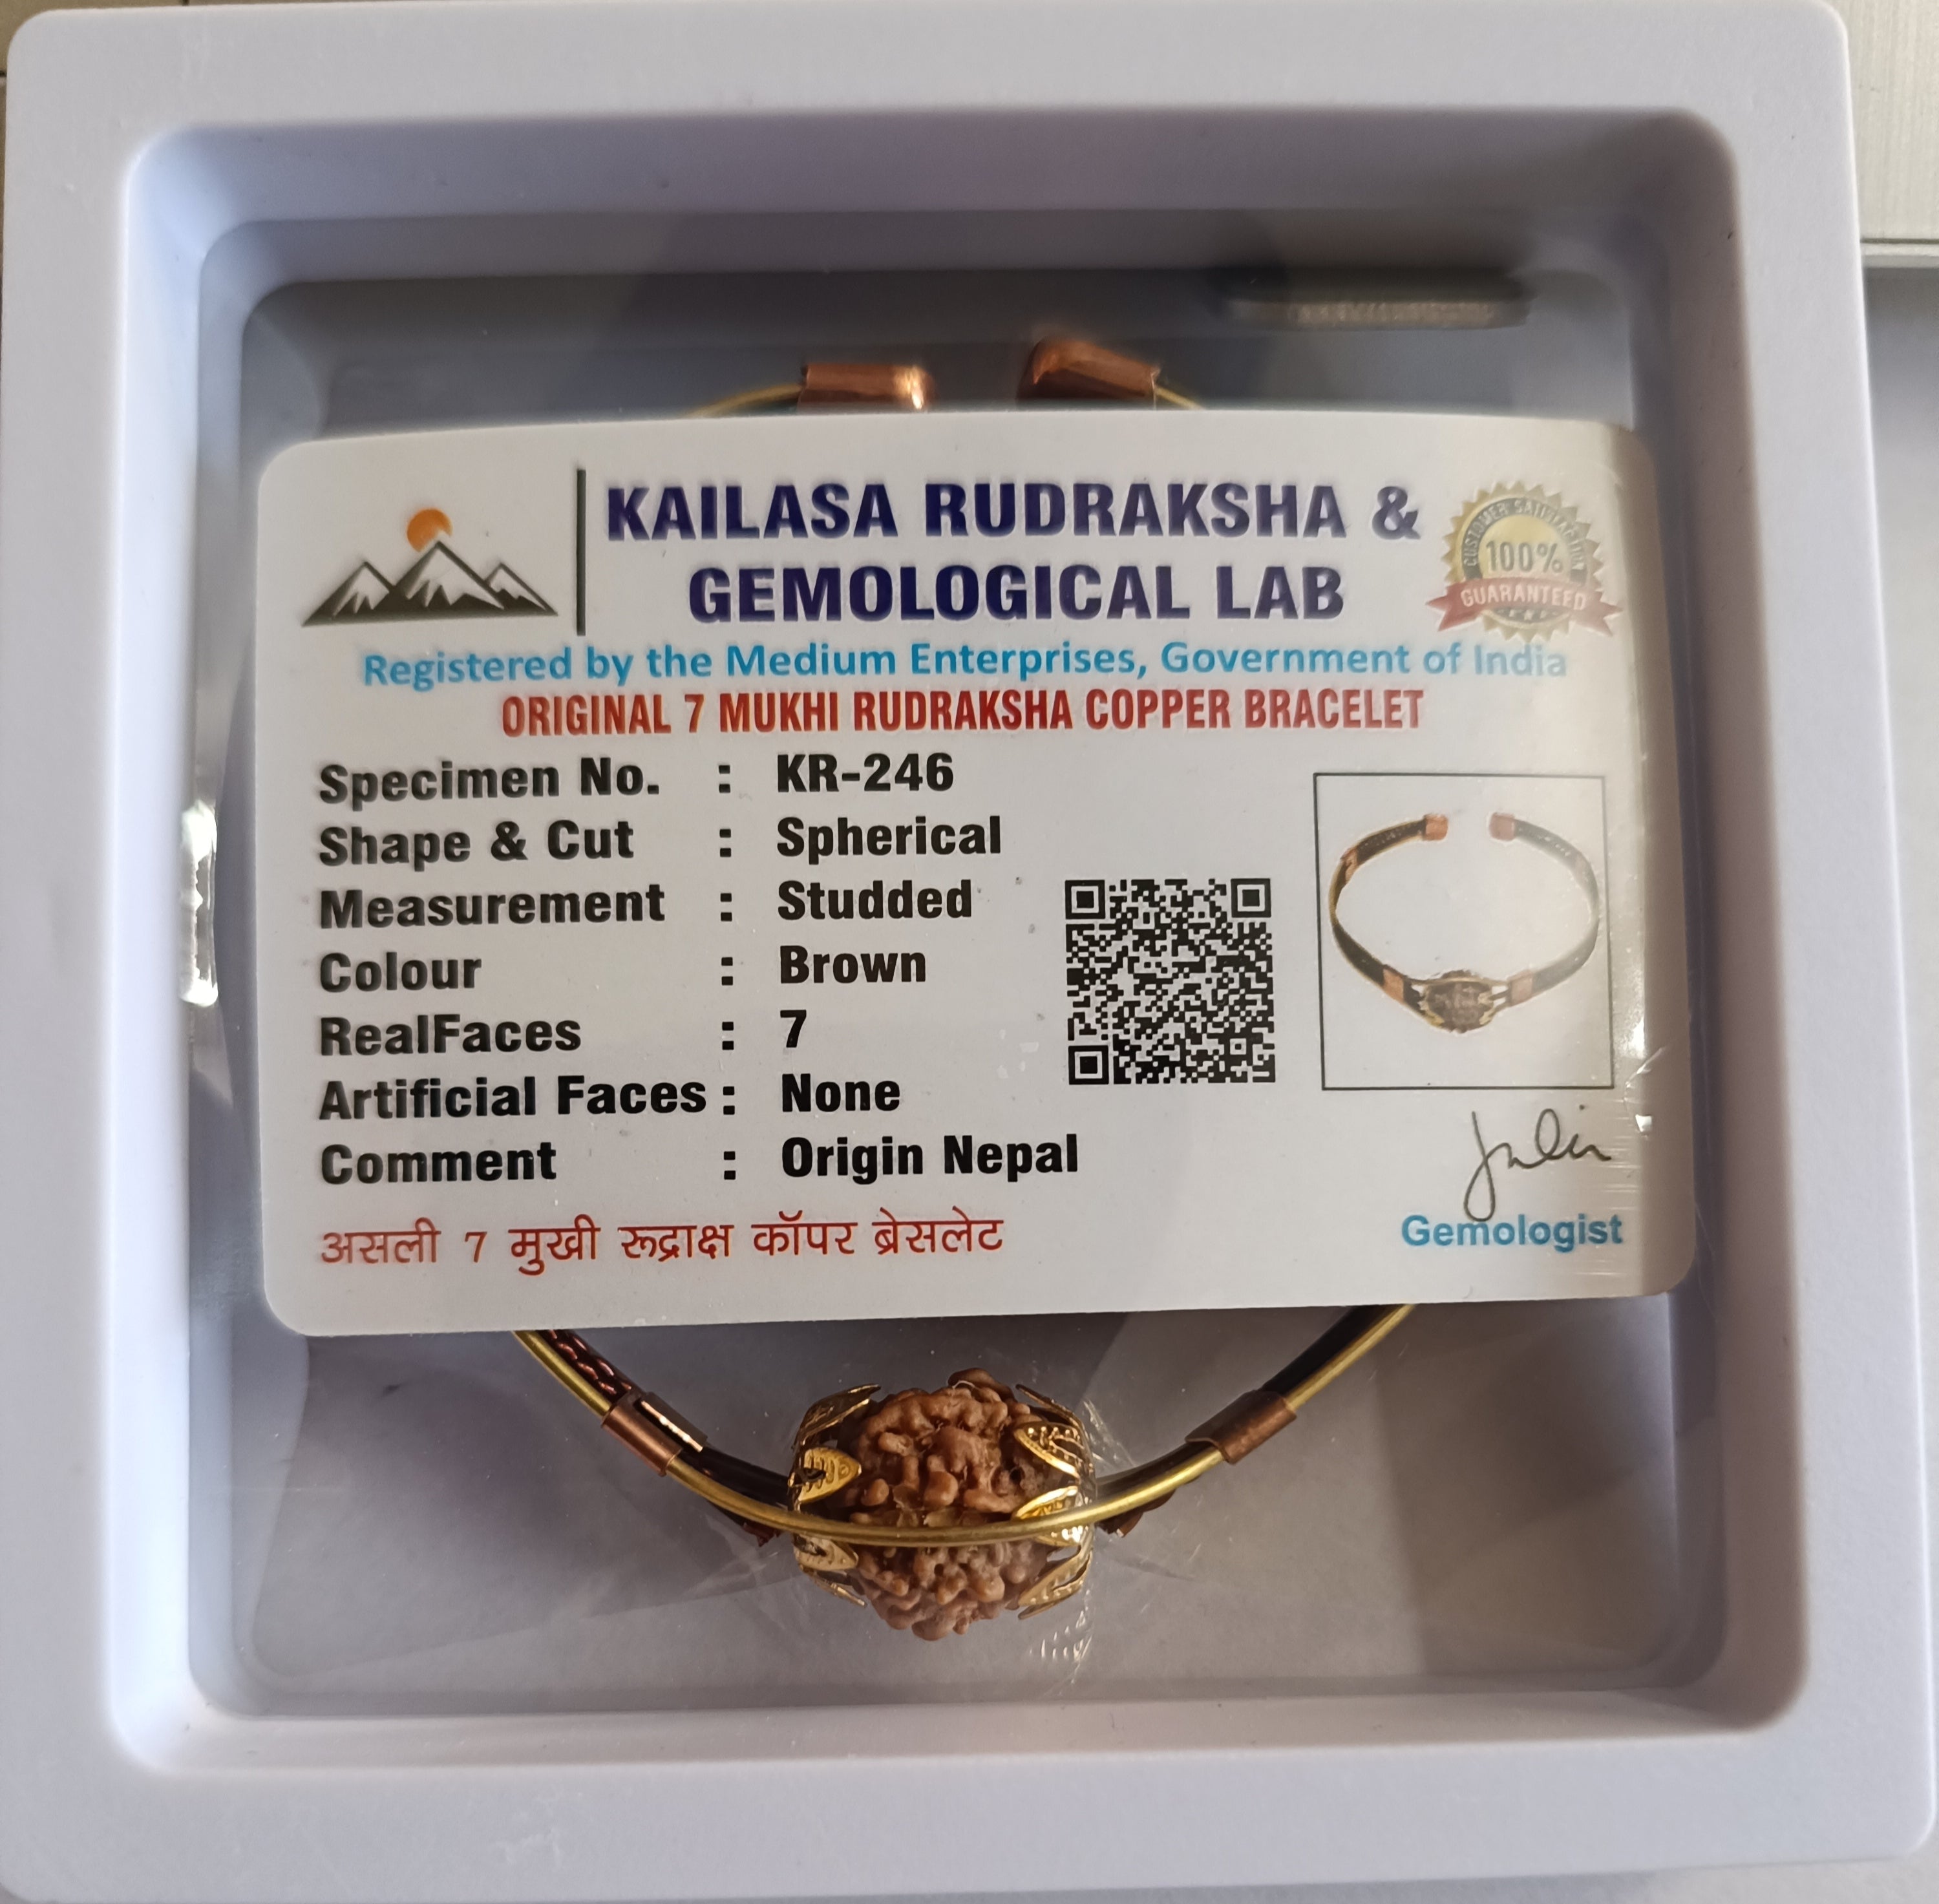 KAILASA RUDRAKSHA &
GEMOLOGICAL LAB
CUSTOMER SATISFACTION
100%
GUARANTEED
Registered by the Medium Enterprises, Government of India
ORIGINAL 7 MUKHI RUDRAKSHA COPPER BRACELET
Specimen No. : KR-246
Shape & Cut : Spherical
Measurement : Studded
Colour : Brown
RealFaces : 7
Artificial Faces : None
Comment : Origin Nepal
असली 7 मुखी रूद्राक्ष कॉपर ब्रेसलेट
Gemologist